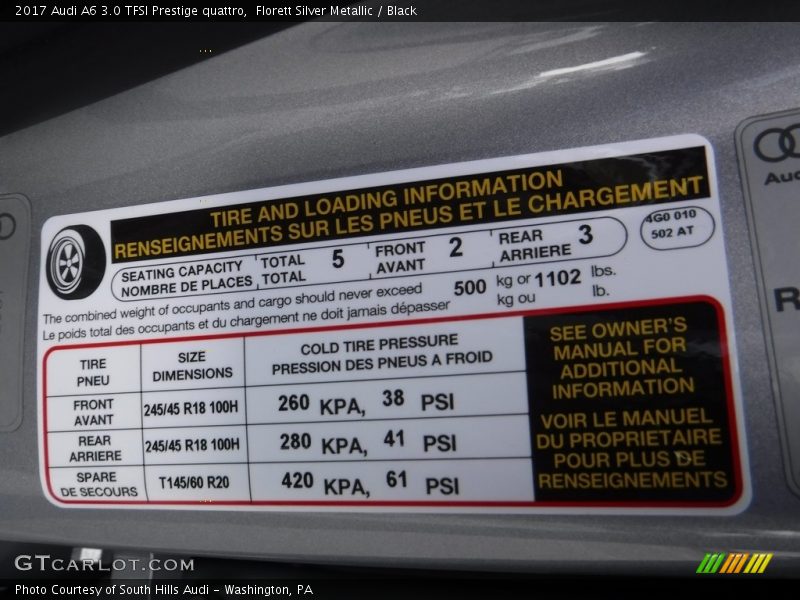 2017 Audi A6 3.0 TFSI Prestige quattro,  Florett Silver Metallic / Black
TIRE AND LOADING INFORMATION
RENSEIGNEMENTS SUR LES PNEUS ET LE CHARGEMENT
4G0 010
502 AT
SEATING CAPACITY TOTAL 5 FRONT 2 REAR 3
NOMBRE DE PLACES TOTAL AVANT ARRIERE
The combined weight of occupants and cargo should never exceed 500 kg or 1102 lbs.
Le poids total des occupants et du chargement ne doit jamais dépasser kg ou lb.
TIRE SIZE COLD TIRE PRESSURE
PNEU DIMENSIONS PRESSION DES PNEUS A FROID
FRONT
AVANT 245/45 R18 100H 260 KPA, 38 PSI
REAR
ARRIERE 245/45 R18 100H 280 KPA, 41 PSI
SPARE
DE SECOURS T145/60 R20 420 KPA, 61 PSI
SEE OWNER'S
MANUAL FOR
ADDITIONAL
INFORMATION
VOIR LE MANUEL
DU PROPRIETAIRE
POUR PLUS DE
RENSEIGNEMENTS
GTCARLOT.COM
Photo Courtesy of South Hills Audi - Washington, PA